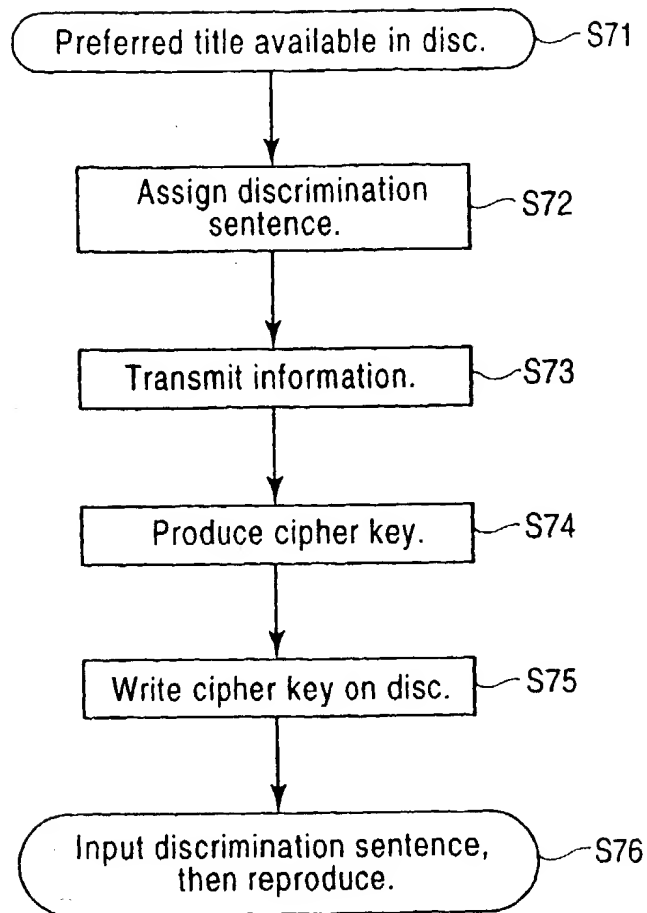 Preferred title available in disc.
S71
Assign discrimination
sentence.
S72
Transmit information.
S73
Produce cipher key.
S74
Write cipher key on disc.
S75
Input discrimination sentence,
then reproduce.
S76